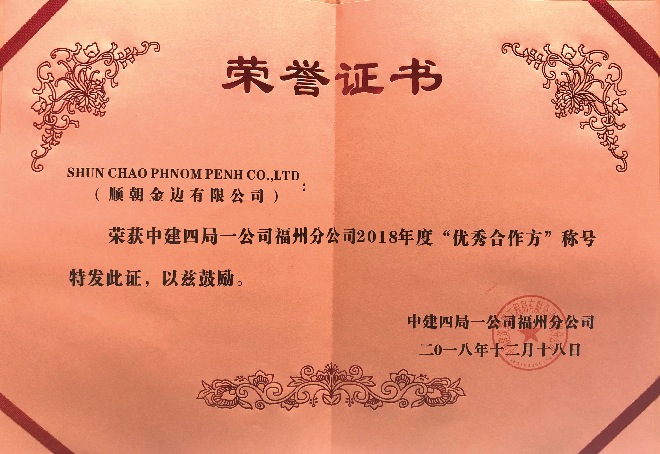 荣誉证书
SHUN CHAO PHNOM PENH CO.,LTD
（顺朝金边有限公司）：
荣获中建四局一公司福州分公司2018年度“优秀合作方”称号
特发此证，以兹鼓励。
中建四局一公司福州分公司
二〇一八年十二月十八日